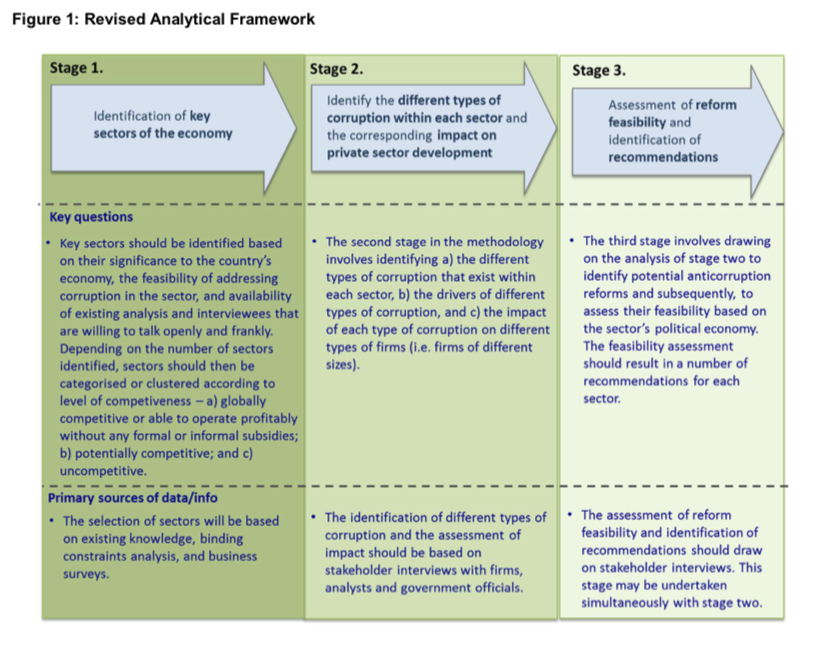 Figure 1: Revised Analytical Framework
Stage 1.
Identification of key
sectors of the economy
Stage 2.
Identify the different types of
corruption within each sector and
the corresponding impact on
private sector development
Stage 3.
Assessment of reform
feasibility and
identification of
recommendations
Key questions
• Key sectors should be identified based
on their significance to the country's
economy, the feasibility of addressing
corruption in the sector, and availability
of existing analysis and interviewees that
are willing to talk openly and frankly.
Depending on the number of sectors
identified, sectors should then be
categorised or clustered according to
level of competiveness – a) globally
competitive or able to operate profitably
without any formal or informal subsidies;
b) potentially competitive; and c)
uncompetitive.
• The second stage in the methodology
involves identifying a) the different
types of corruption that exist within
each sector, b) the drivers of different
types of corruption, and c) the impact
of each type of corruption on different
types of firms (i.e. firms of different
sizes).
• The third stage involves drawing
on the analysis of stage two to
identify potential anticorruption
reforms and subsequently, to
assess their feasibility based on
the sector's political economy.
The feasibility assessment
should result in a number of
recommendations for each
sector.
Primary sources of data/info
• The selection of sectors will be based
on existing knowledge, binding
constraints analysis, and business
surveys.
• The identification of different types of
corruption and the assessment of
impact should be based on
stakeholder interviews with firms,
analysts and government officials.
• The assessment of reform
feasibility and identification of
recommendations should draw
on stakeholder interviews. This
stage may be undertaken
simultaneously with stage two.